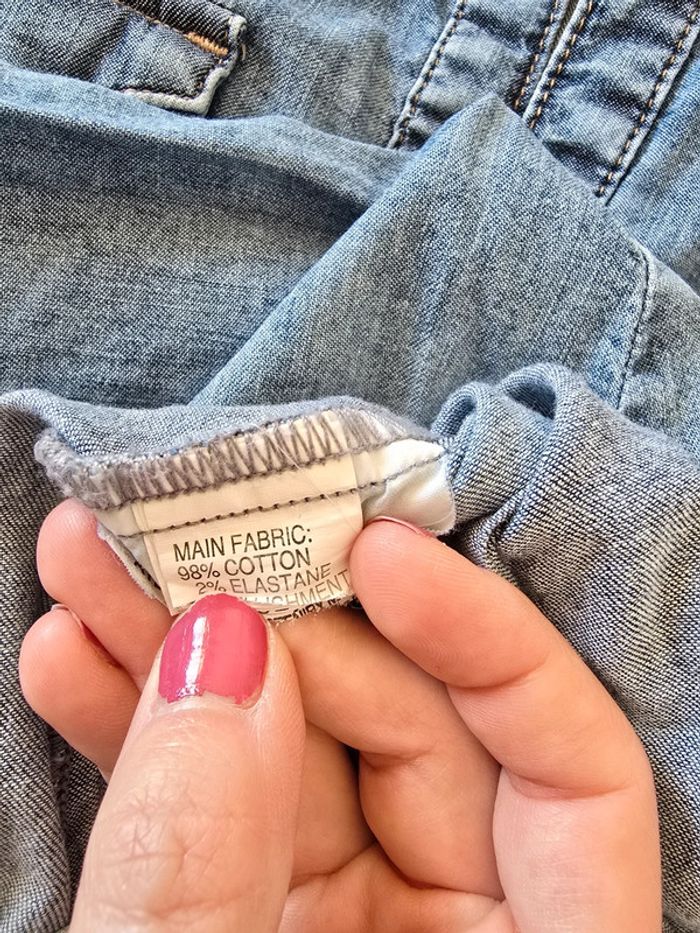 MAIN FABRIC:
98% COTTON
2% ELASTANE